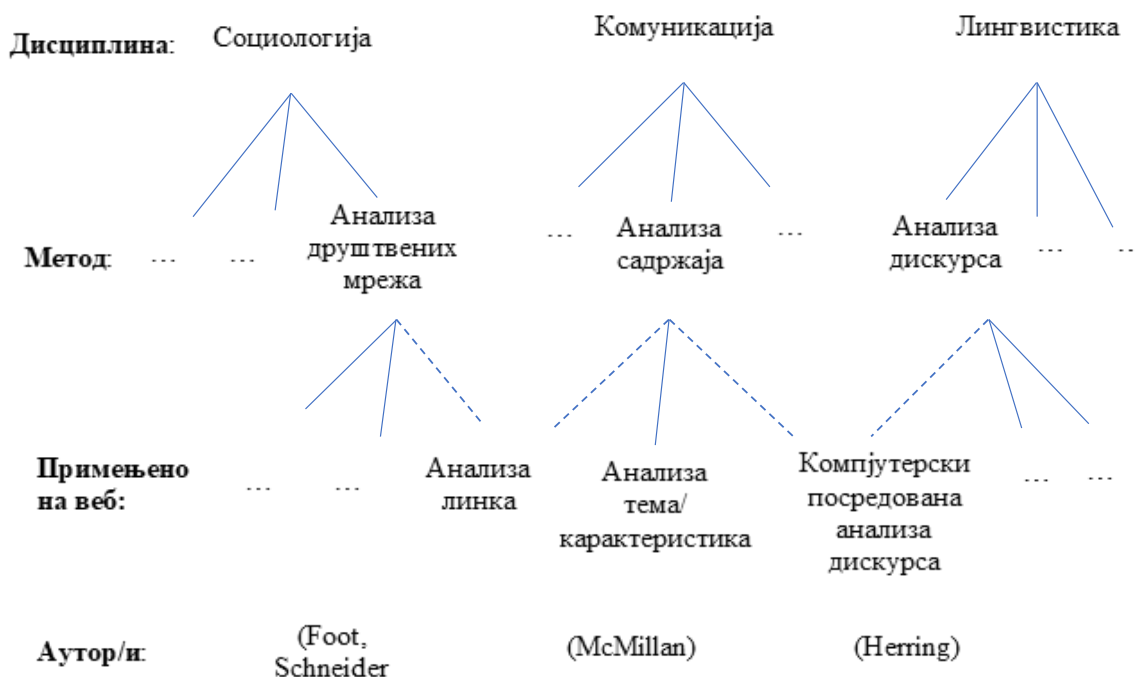 Дисциплина: Социологија Комуникација Лингвистика
Метод: … … Анализа
друштвених
мрежа … Анализа
садржаја … Анализа
дискурса … ..
Примењено
на веб: … … Анализа
линка Анализа
тема/
карактеристика Компјутерски
посредована
анализа
дискурса … …
Аутор/и: (Foot,
Schneider (McMillan) (Herring)